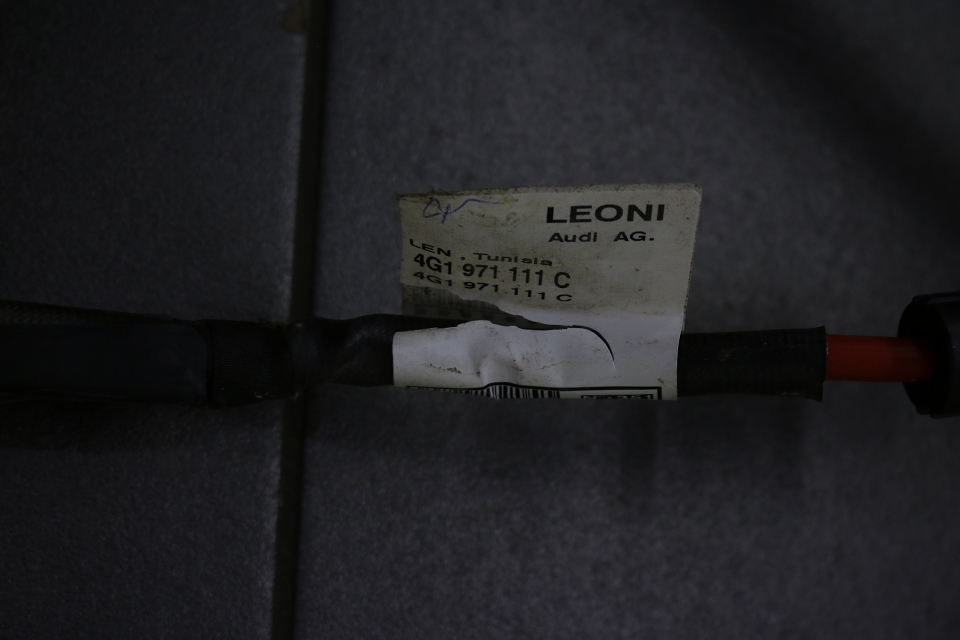 LEONI
Audi AG.
LEN . Tunisia
4G1 971 111 C
4G1 971 111 C